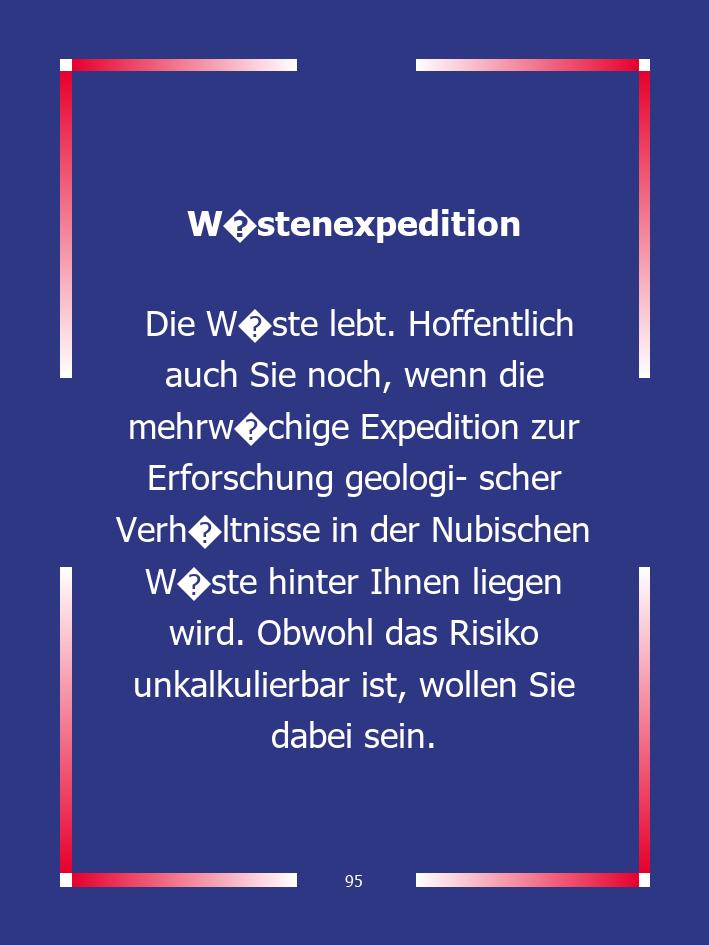 W�stenexpedition
Die W�ste lebt. Hoffentlich
auch Sie noch, wenn die
mehrw�chige Expedition zur
Erforschung geologi- scher
Verh�ltnisse in der Nubischen
W�ste hinter Ihnen liegen
wird. Obwohl das Risiko
unkalkulierbar ist, wollen Sie
dabei sein.
95